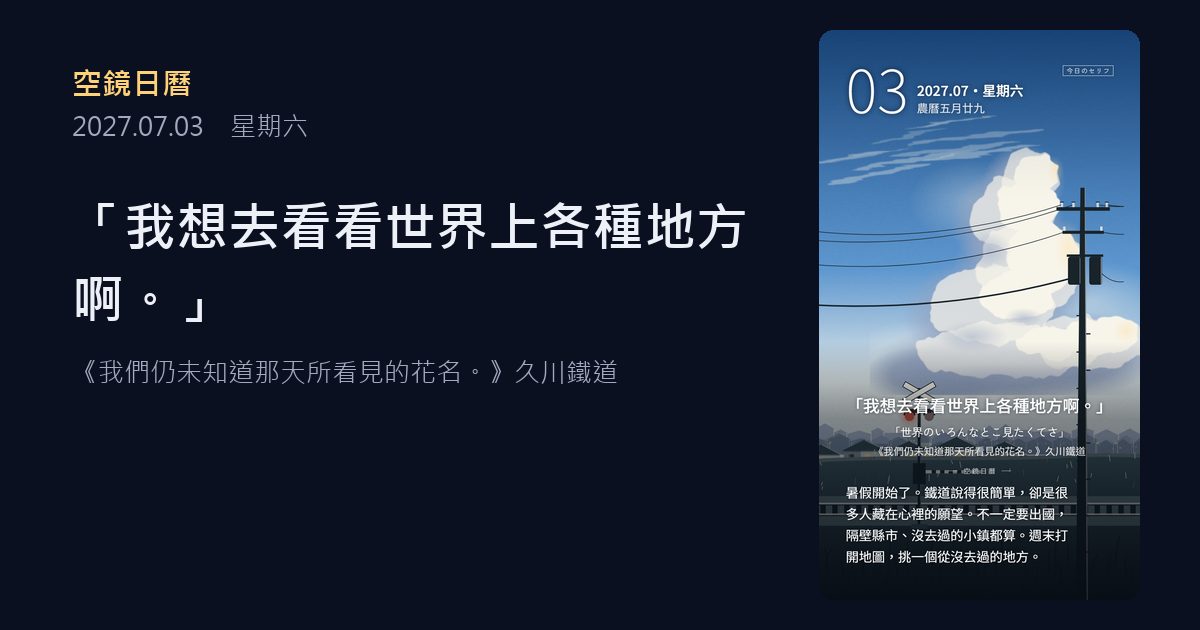 空鏡日曆
2027.07.03 星期六
「我想去看看世界上各種地方
啊。」
《我們仍未知道那天所看見的花名。》久川鐵道
03
2027.07・星期六
農曆五月廿九
今日のセリフ
「我想去看看世界上各種地方啊。」
「世界のいろんなとこ見たくてさ」
《我們仍未知道那天所看見的花名。》久川鐵道
空鏡日曆
暑假開始了。鐵道說得很簡單，卻是很
多人藏在心裡的願望。不一定要出國，
隔壁縣市、沒去過的小鎮都算。週末打
開地圖，挑一個從沒去過的地方。